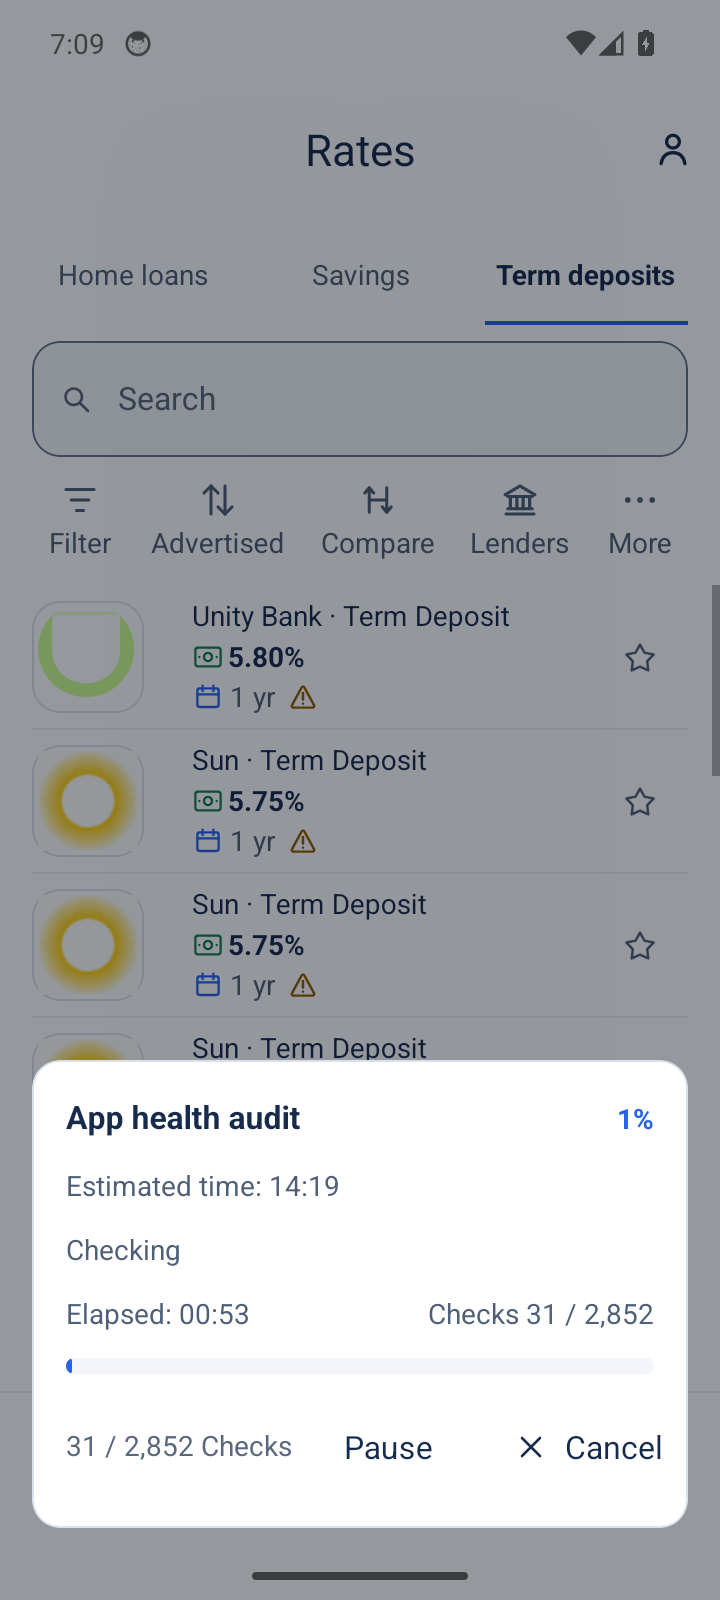 7:09
Rates
Home loans Savings Term deposits
Search
Filter Advertised Compare Lenders More
Unity Bank · Term Deposit
5.80%
1 yr
Sun · Term Deposit
5.75%
1 yr
Sun · Term Deposit
5.75%
1 yr
Sun · Term Deposit
App health audit 1%
Estimated time: 14:19
Checking
Elapsed: 00:53 Checks 31 / 2,852
31 / 2,852 Checks Pause Cancel